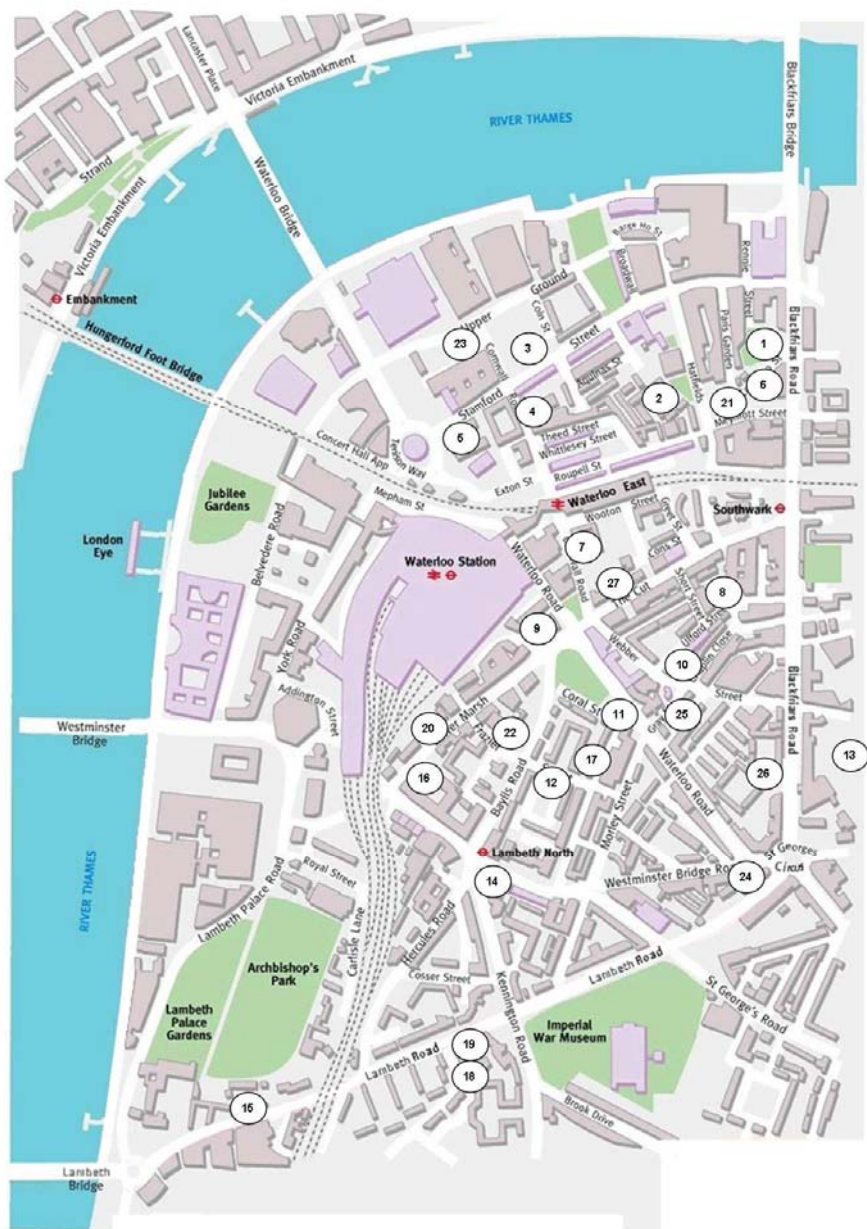 Lancaster Place
Victoria Embankment
Strand
Victoria Embankment
RIVER THAMES
Blackfriars Bridge
Waterloo Bridge
Embankment
Hungerford Foot Bridge
Barge Ho St
Broadwall
Rennie
Street
Ground
Upper
Coin St
Street
Paris Garden
1
23
3
Cornwall
Blackfriars Road
Aquinas St
Hatfields
6
2
21
Stamford
4
Meymott Street
5
Theed Street
Whittlesey Street
Tenison Way
Concert Hall App
Exton St
Roupell St
Mepham St
Waterloo East
Jubilee
Gardens
Wooton Street
Greet St
Southwark
London
Eye
Belvedere Road
Waterloo Station
Waterloo Road
7
Cons St
27
The Cut
Short Street
8
Ufford Street
9
Webber
10
Street
York Road
Addington Street
Westminster
Bridge
Coral St
11
25
Blackfriars Road
20
22
Frazier
13
16
Baylis Road
17
12
Waterloo Road
26
Morley Street
Lambeth North
St Georges
Westminster Bridge
24
14
Royal Street
RIVER THAMES
Lambeth Palace Road
Carlisle Lane
Hercules Road
Archbishop's
Park
Cosser Street
Kennington Road
Lambeth Road
St George's Road
Lambeth
Palace
Gardens
Imperial
War Museum
19
Lambeth Road
18
15
Brook Drive
Lambeth
Bridge